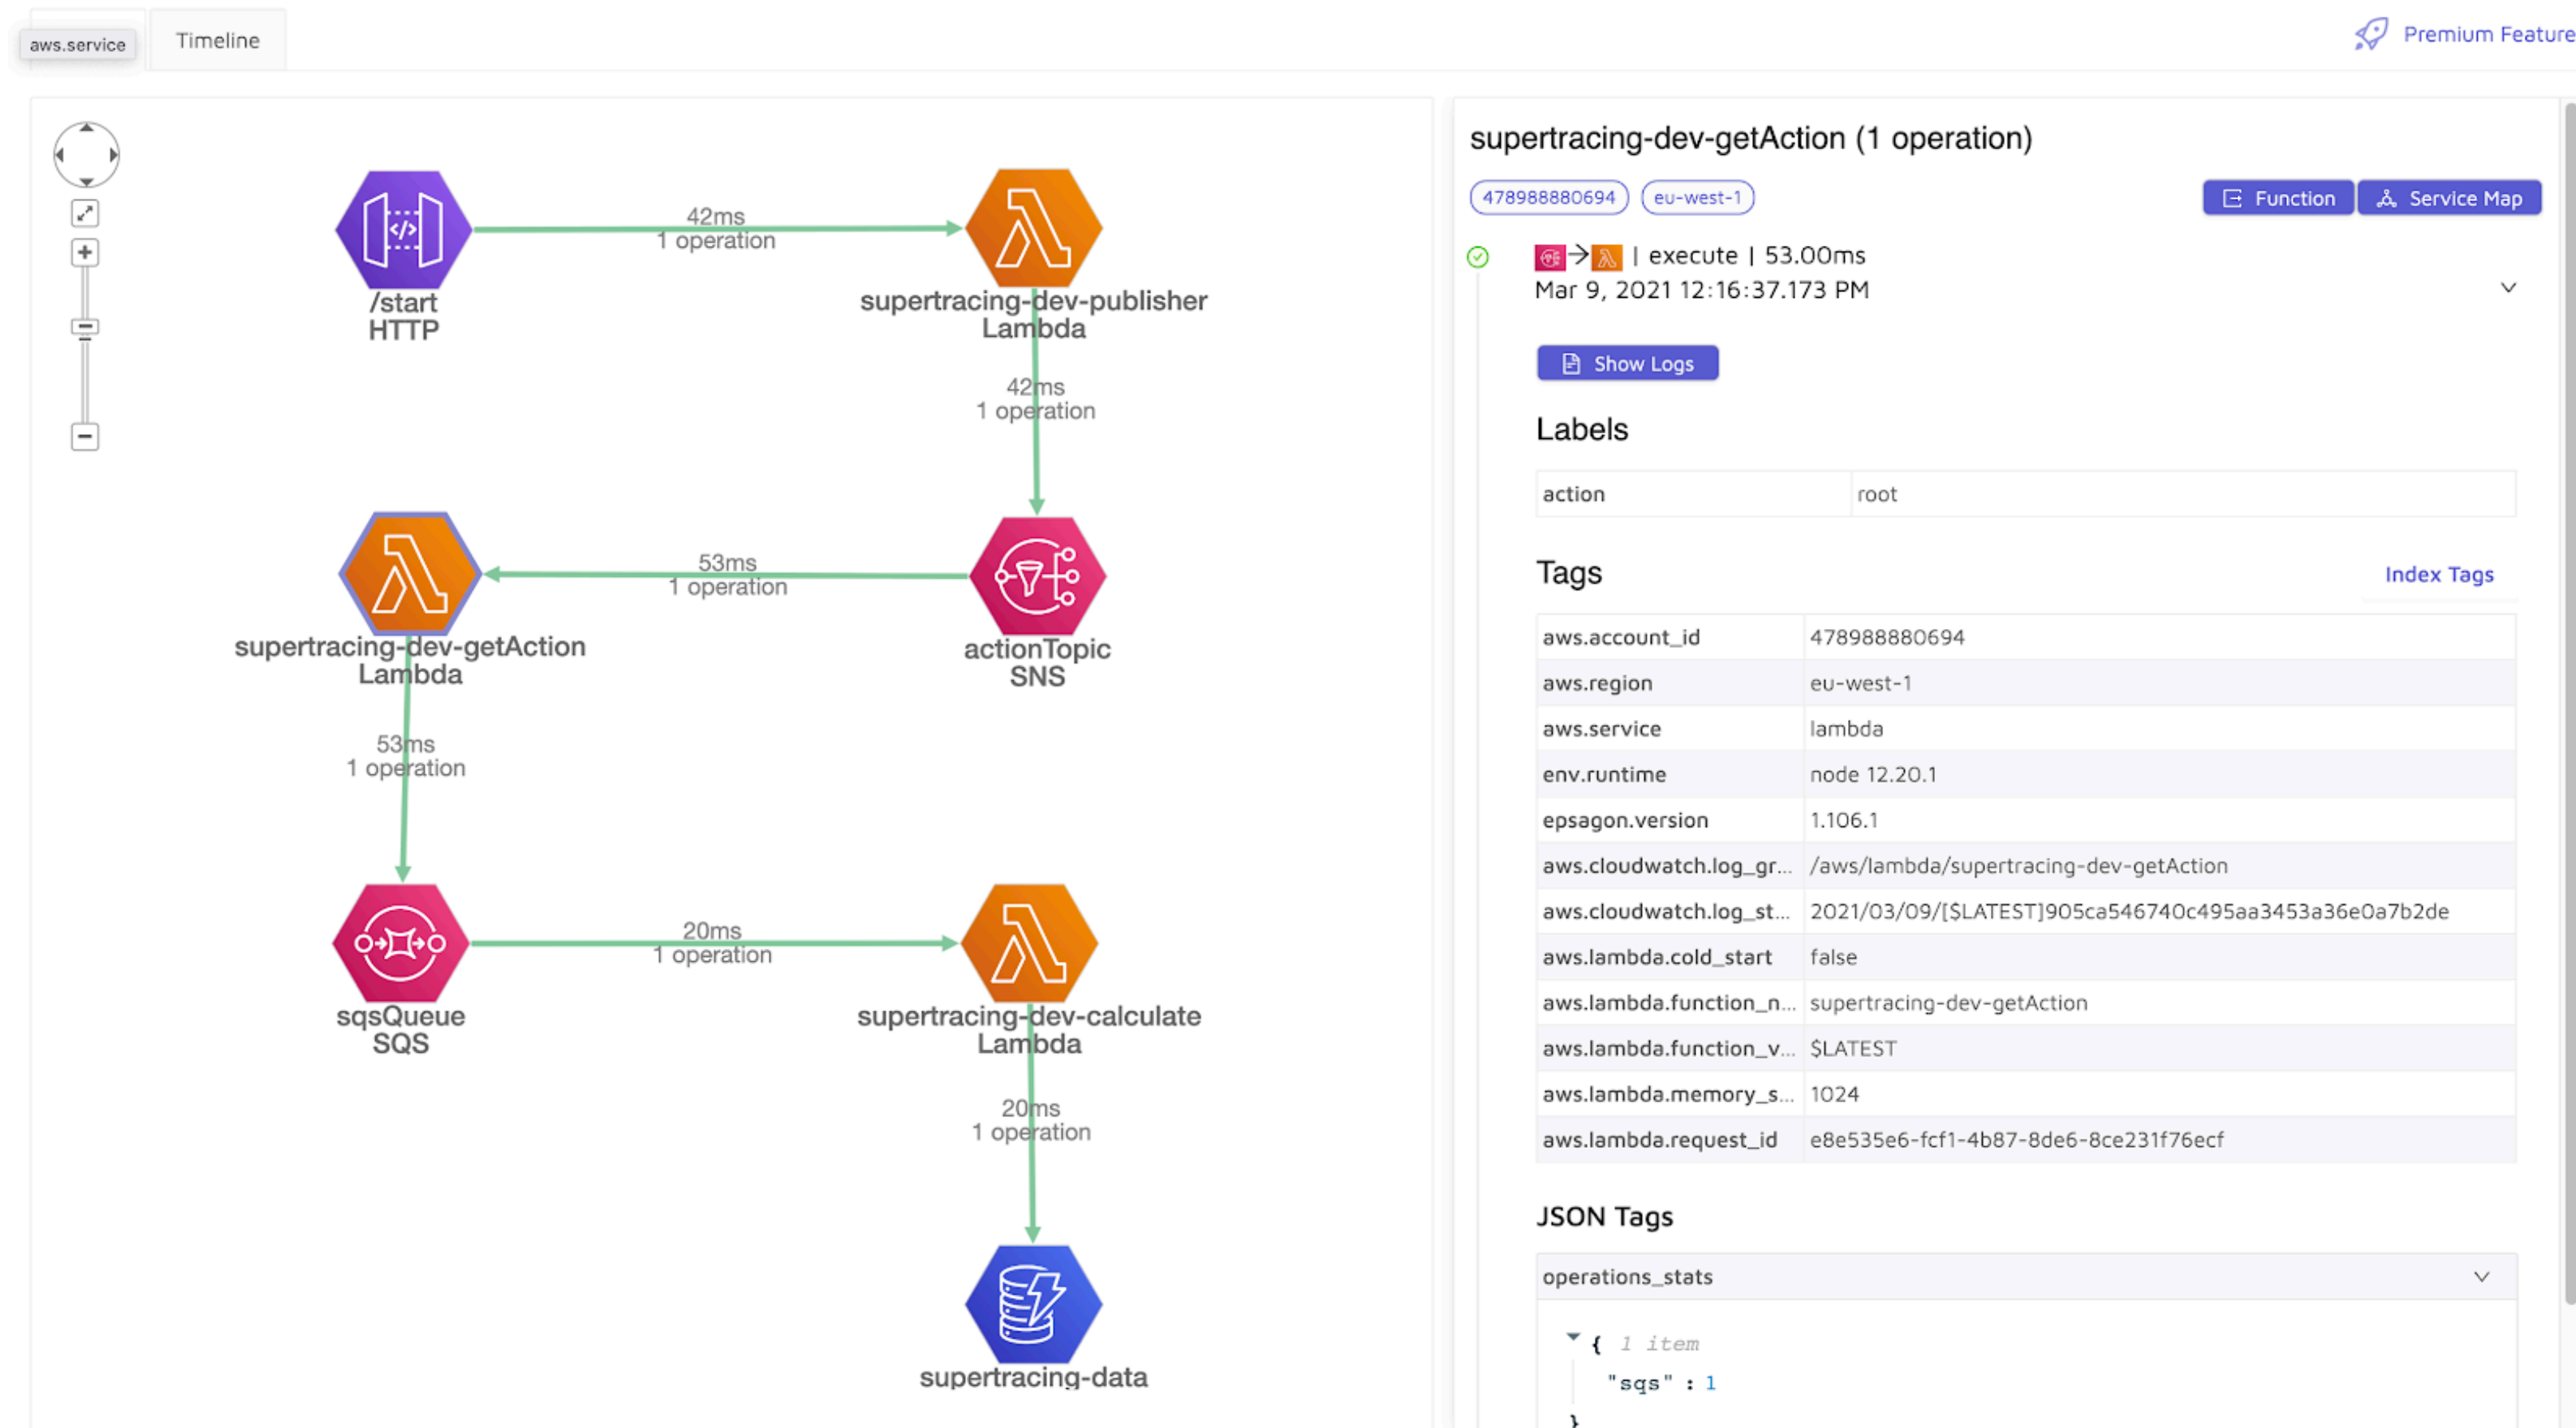 aws.service
Timeline
Premium Feature
/start
HTTP
42ms
1 operation
supertracing-dev-publisher
Lambda
42ms
1 operation
supertracing-dev-getAction
Lambda
53ms
1 operation
actionTopic
SNS
53ms
1 operation
sqsQueue
SQS
20ms
1 operation
supertracing-dev-calculate
Lambda
20ms
1 operation
supertracing-data
supertracing-dev-getAction (1 operation)
478988880694 eu-west-1
Function Service Map
| execute | 53.00ms
Mar 9, 2021 12:16:37.173 PM
Show Logs
Labels
action root
Tags
Index Tags
aws.account_id 478988880694
aws.region eu-west-1
aws.service lambda
env.runtime node 12.20.1
epsagon.version 1.106.1
aws.cloudwatch.log_gr... /aws/lambda/supertracing-dev-getAction
aws.cloudwatch.log_st... 2021/03/09/[$LATEST]905ca546740c495aa3453a36e0a7b2de
aws.lambda.cold_start false
aws.lambda.function_n... supertracing-dev-getAction
aws.lambda.function_v... $LATEST
aws.lambda.memory_s... 1024
aws.lambda.request_id e8e535e6-fcf1-4b87-8de6-8ce231f76ecf
JSON Tags
operations_stats
{ 1 item
"sqs" : 1
}